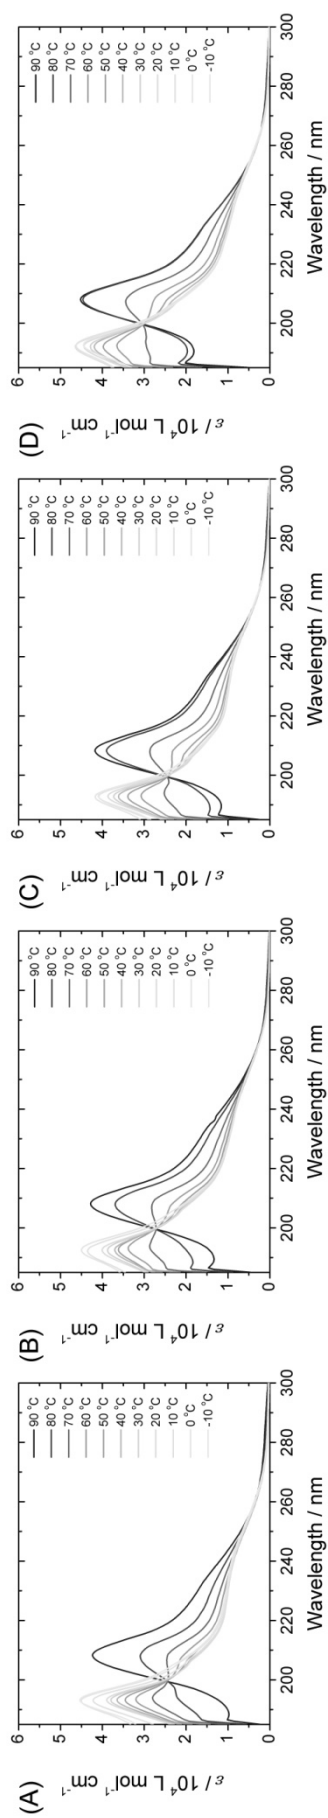 (A)
6
5
4
3
2
1
0
ε / 10⁴ L mol⁻¹ cm⁻¹
90 °C
80 °C
70 °C
60 °C
50 °C
40 °C
30 °C
20 °C
10 °C
0 °C
-10 °C
200 220 240 260 280 300
Wavelength / nm
(B)
6
5
4
3
2
1
0
ε / 10⁴ L mol⁻¹ cm⁻¹
90 °C
80 °C
70 °C
60 °C
50 °C
40 °C
30 °C
20 °C
10 °C
0 °C
-10 °C
200 220 240 260 280 300
Wavelength / nm
(C)
6
5
4
3
2
1
0
ε / 10⁴ L mol⁻¹ cm⁻¹
90 °C
80 °C
70 °C
60 °C
50 °C
40 °C
30 °C
20 °C
10 °C
0 °C
-10 °C
200 220 240 260 280 300
Wavelength / nm
(D)
6
5
4
3
2
1
0
ε / 10⁴ L mol⁻¹ cm⁻¹
90 °C
80 °C
70 °C
60 °C
50 °C
40 °C
30 °C
20 °C
10 °C
0 °C
-10 °C
200 220 240 260 280 300
Wavelength / nm